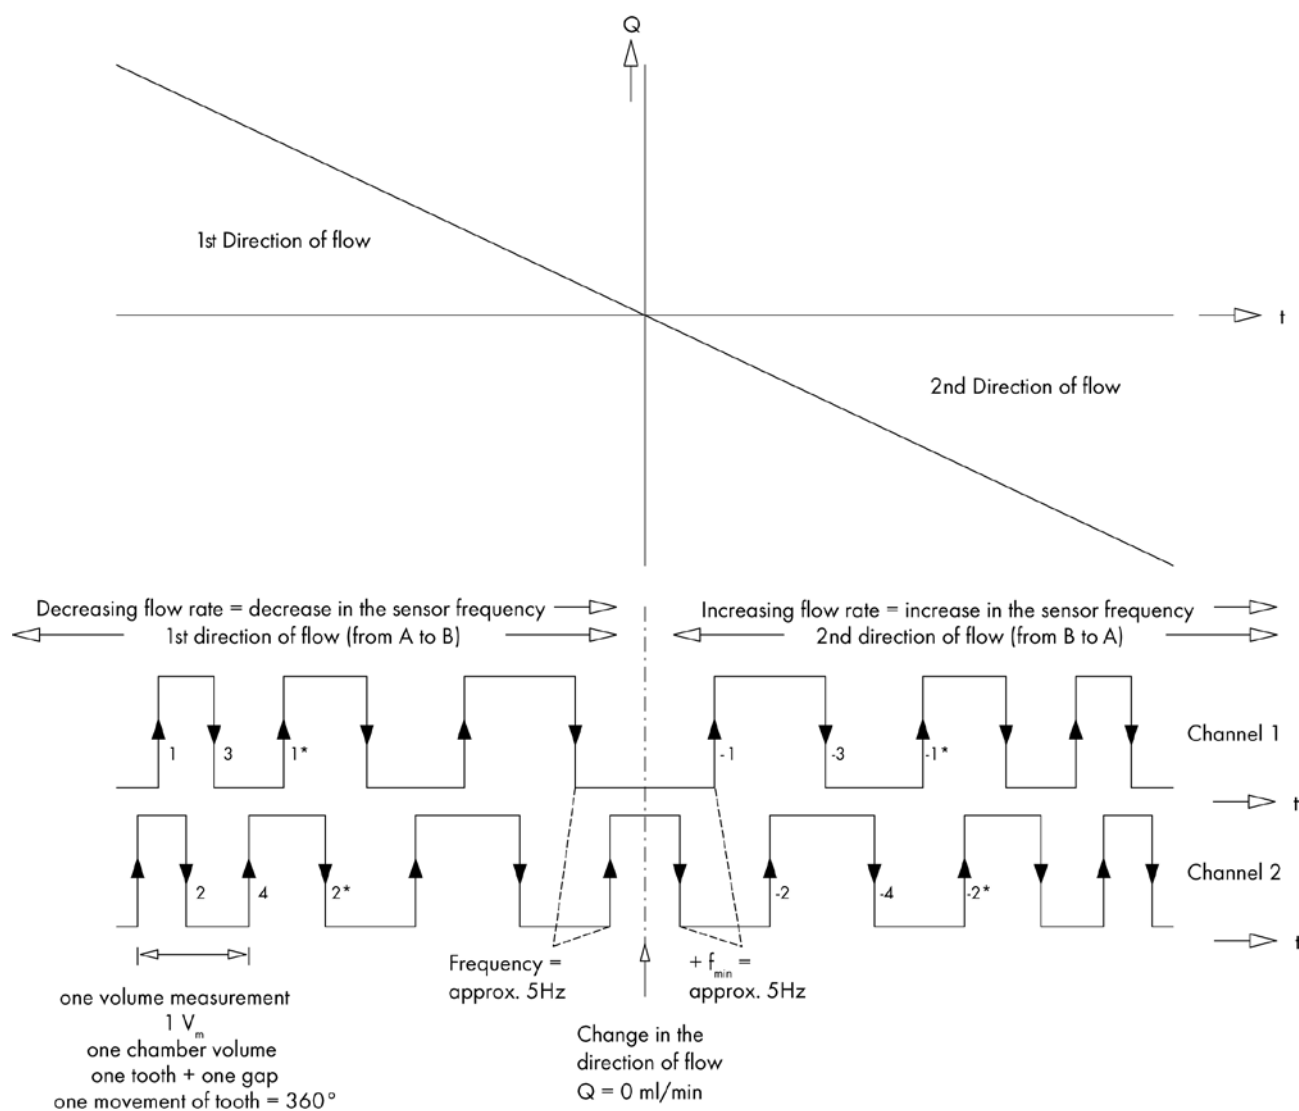 Q
1st Direction of flow
t
2nd Direction of flow
Decreasing flow rate = decrease in the sensor frequency
1st direction of flow (from A to B)
Increasing flow rate = increase in the sensor frequency
2nd direction of flow (from B to A)
1 3 1* -1 -3 -1*
Channel 1
t
2 4 2* -2 -4 -2*
Channel 2
t
one volume measurement
1 Vm
one chamber volume
one tooth + one gap
one movement of tooth = 360°
Frequency =
approx. 5Hz
+ fmin =
approx. 5Hz
Change in the
direction of flow
Q = 0 ml/min